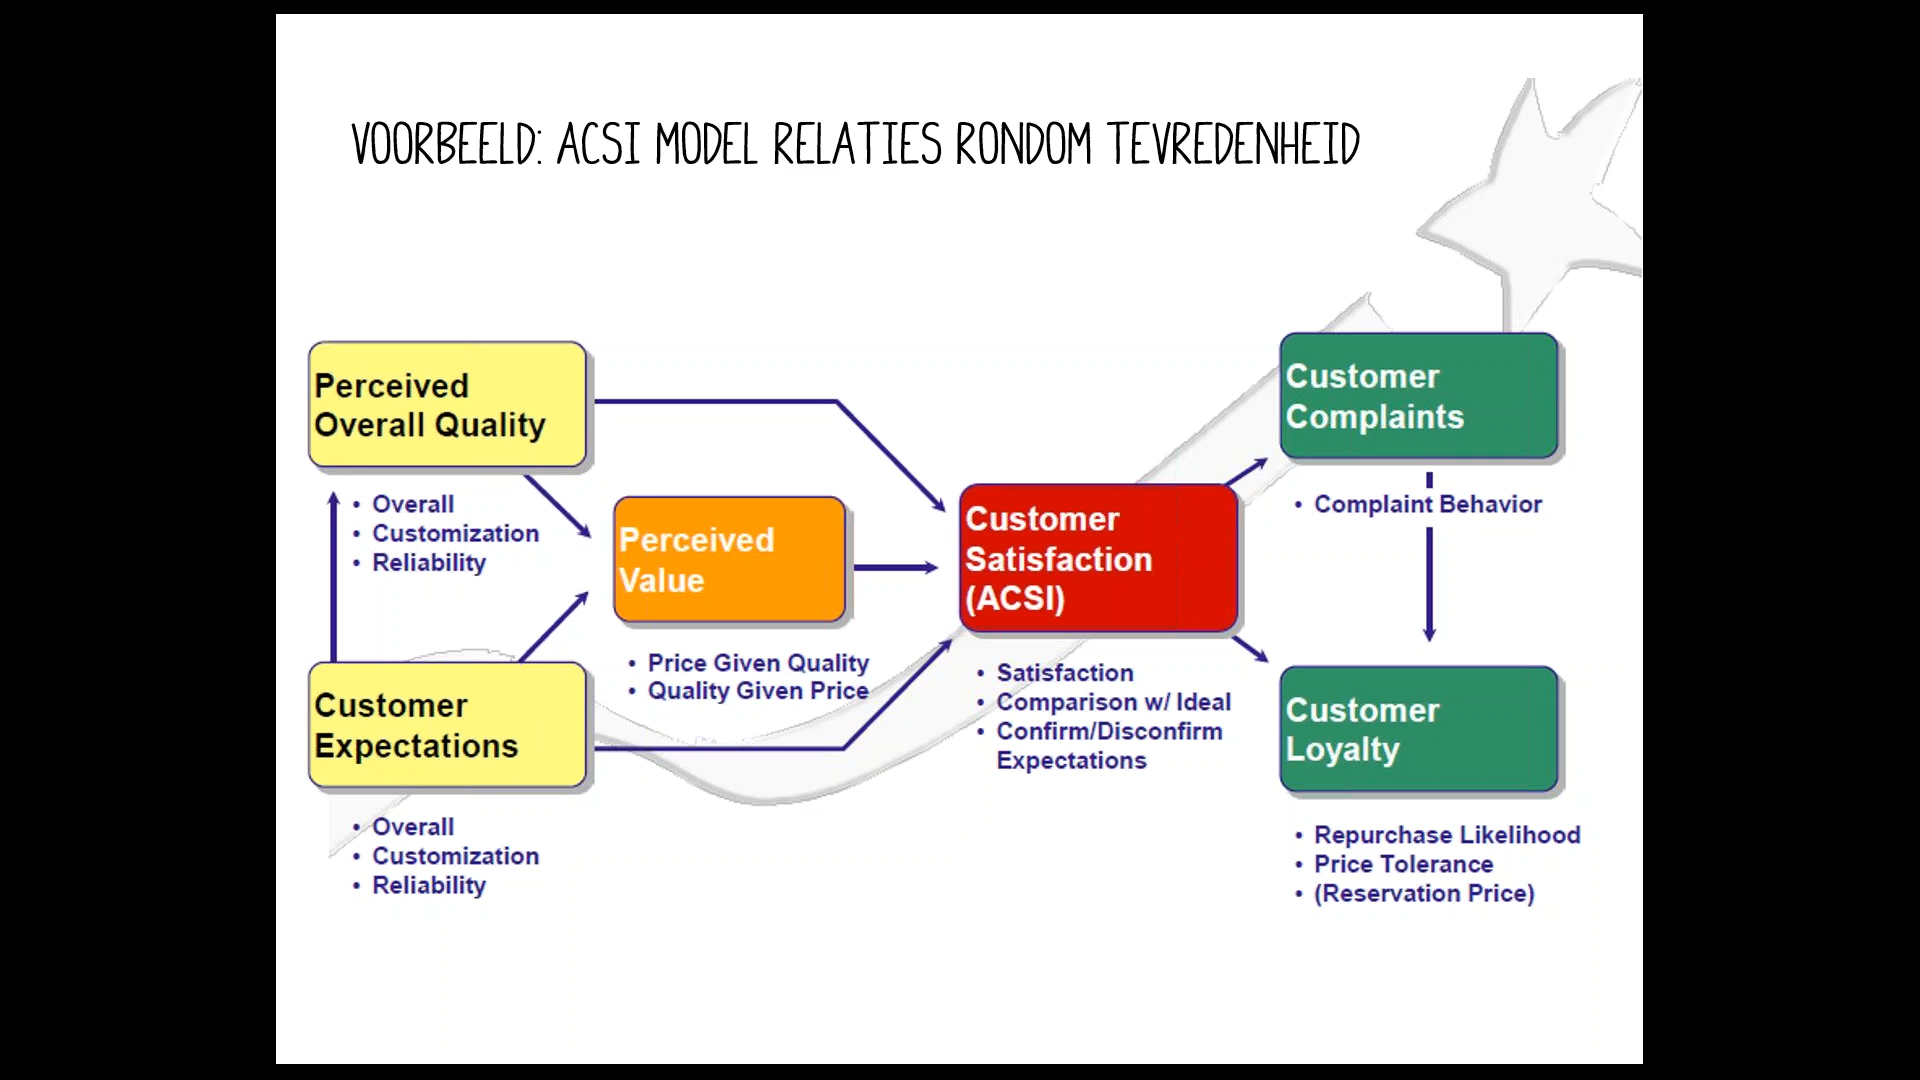 VOORBEELD: ACSI MODEL RELATIES RONDOM TEVREDENHEID
Perceived
Overall Quality
• Overall
• Customization
• Reliability
Customer
Expectations
• Overall
• Customization
• Reliability
Perceived
Value
• Price Given Quality
• Quality Given Price
Customer
Satisfaction
(ACSI)
• Satisfaction
• Comparison w/ Ideal
• Confirm/Disconfirm
Expectations
Customer
Complaints
• Complaint Behavior
Customer
Loyalty
• Repurchase Likelihood
• Price Tolerance
• (Reservation Price)